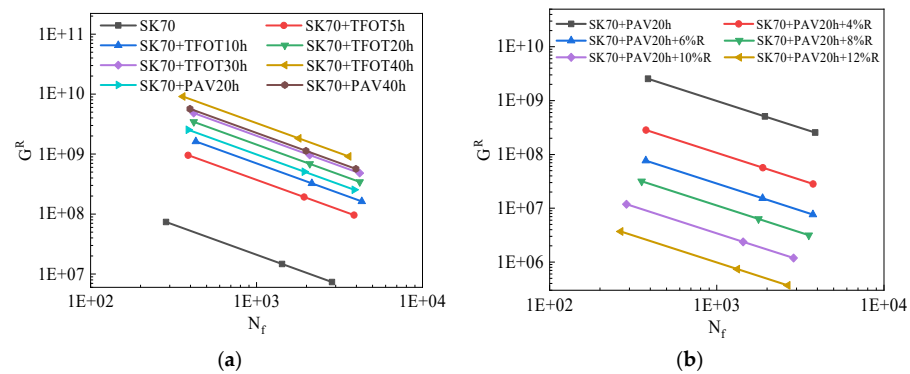 SK70 SK70+TFOT5h
SK70+TFOT10h SK70+TFOT20h
SK70+TFOT30h SK70+TFOT40h
SK70+PAV20h SK70+PAV40h
1E+11
1E+10
1E+09
1E+08
1E+07
G^R
1E+02 1E+03 1E+04
N_f
(a)
SK70+PAV20h SK70+PAV20h+4%R
SK70+PAV20h+6%R SK70+PAV20h+8%R
SK70+PAV20h+10%R SK70+PAV20h+12%R
1E+10
1E+09
1E+08
1E+07
1E+06
G^R
1E+02 1E+03 1E+04
N_f
(b)